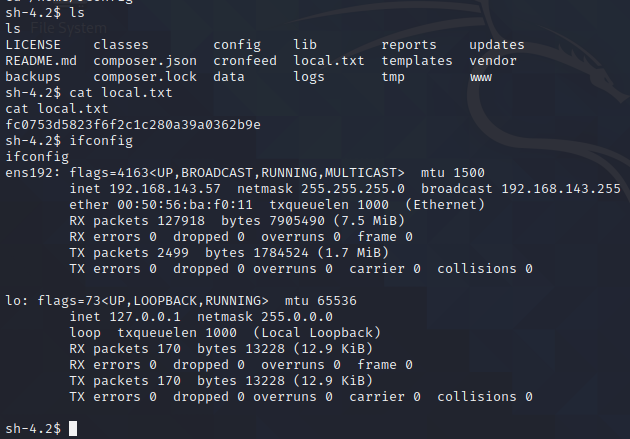 sh-4.2$ ls
ls
LICENSE    classes        config    lib        reports    updates
README.md  composer.json  cronfeed  local.txt  templates  vendor
backups    composer.lock  data      logs       tmp        www
sh-4.2$ cat local.txt
cat local.txt
fc0753d5823f6f2c1c280a39a0362b9e
sh-4.2$ ifconfig
ifconfig
ens192: flags=4163<UP,BROADCAST,RUNNING,MULTICAST>  mtu 1500
        inet 192.168.143.57  netmask 255.255.255.0  broadcast 192.168.143.255
        ether 00:50:56:ba:f0:11  txqueuelen 1000  (Ethernet)
        RX packets 127918  bytes 7905490 (7.5 MiB)
        RX errors 0  dropped 0  overruns 0  frame 0
        TX packets 2499  bytes 1784524 (1.7 MiB)
        TX errors 0  dropped 0 overruns 0  carrier 0  collisions 0

lo: flags=73<UP,LOOPBACK,RUNNING>  mtu 65536
        inet 127.0.0.1  netmask 255.0.0.0
        loop  txqueuelen 1000  (Local Loopback)
        RX packets 170  bytes 13228 (12.9 KiB)
        RX errors 0  dropped 0  overruns 0  frame 0
        TX packets 170  bytes 13228 (12.9 KiB)
        TX errors 0  dropped 0 overruns 0  carrier 0  collisions 0

sh-4.2$